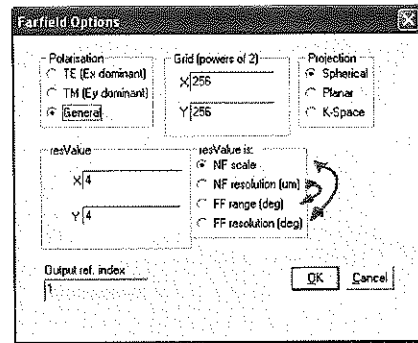 Farfield Options
Polarisation
TE (Ex dominant)
TM (Ey dominant)
General
Grid (powers of 2)
X 256
Y 256
Projection
Spherical
Planar
K-Space
resValue
X 4
Y 4
resValue is:
NF scale
NF resolution (um)
FF range (deg)
FF resolution (deg)
Output ref. index
1
OK
Cancel